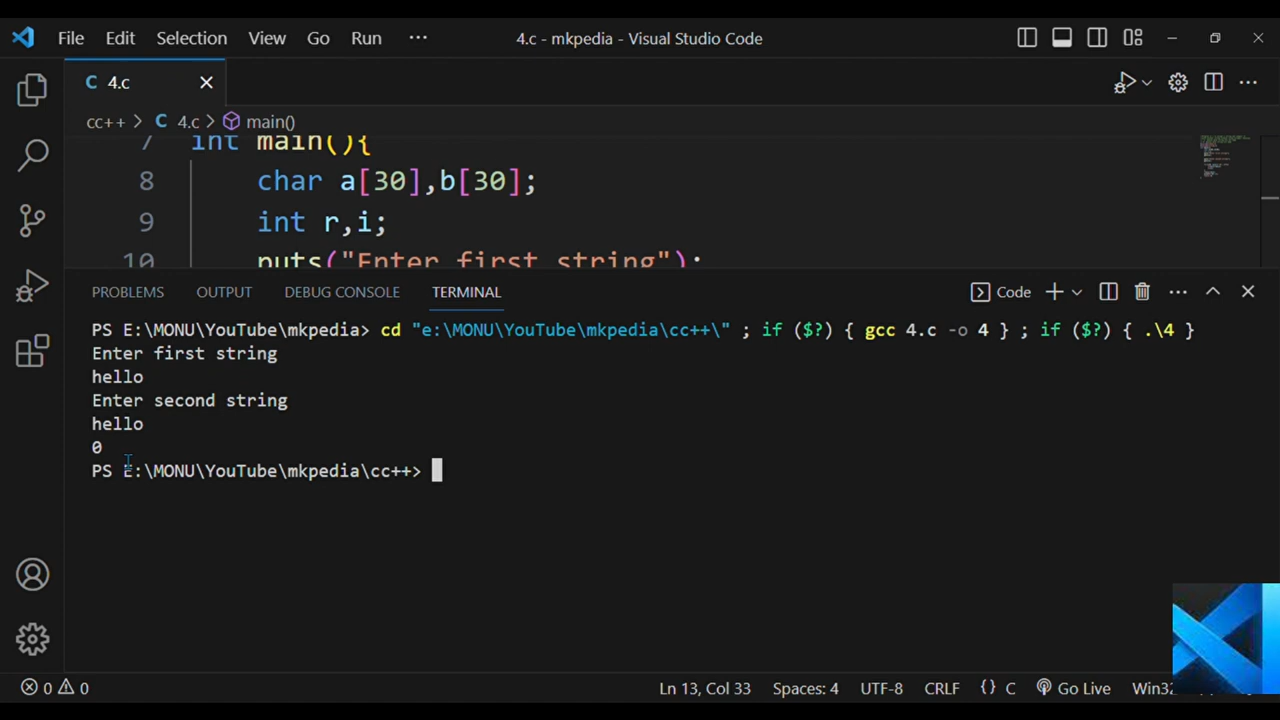 File Edit Selection View Go Run ··· 4.c - mkpedia - Visual Studio Code
C 4.c
cc++ > C 4.c > main()
7 int main(){
8 char a[30],b[30];
9 int r,i;
10 puts("Enter first string");
PROBLEMS OUTPUT DEBUG CONSOLE TERMINAL Code
PS E:\MONU\YouTube\mkpedia> cd "e:\MONU\YouTube\mkpedia\cc++\" ; if ($?) { gcc 4.c -o 4 } ; if ($?) { .\4 }
Enter first string
hello
Enter second string
hello
0
PS E:\MONU\YouTube\mkpedia\cc++>
0 0 Ln 13, Col 33 Spaces: 4 UTF-8 CRLF {} C Go Live Win32